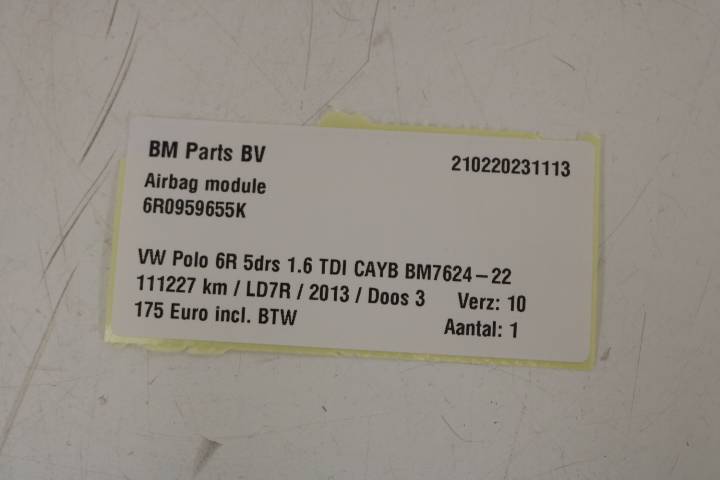 BM Parts BV 210220231113
Airbag module
6R0959655K
VW Polo 6R 5drs 1.6 TDI CAYB BM7624-22
111227 km / LD7R / 2013 / Doos 3 Verz: 10
175 Euro incl. BTW Aantal: 1